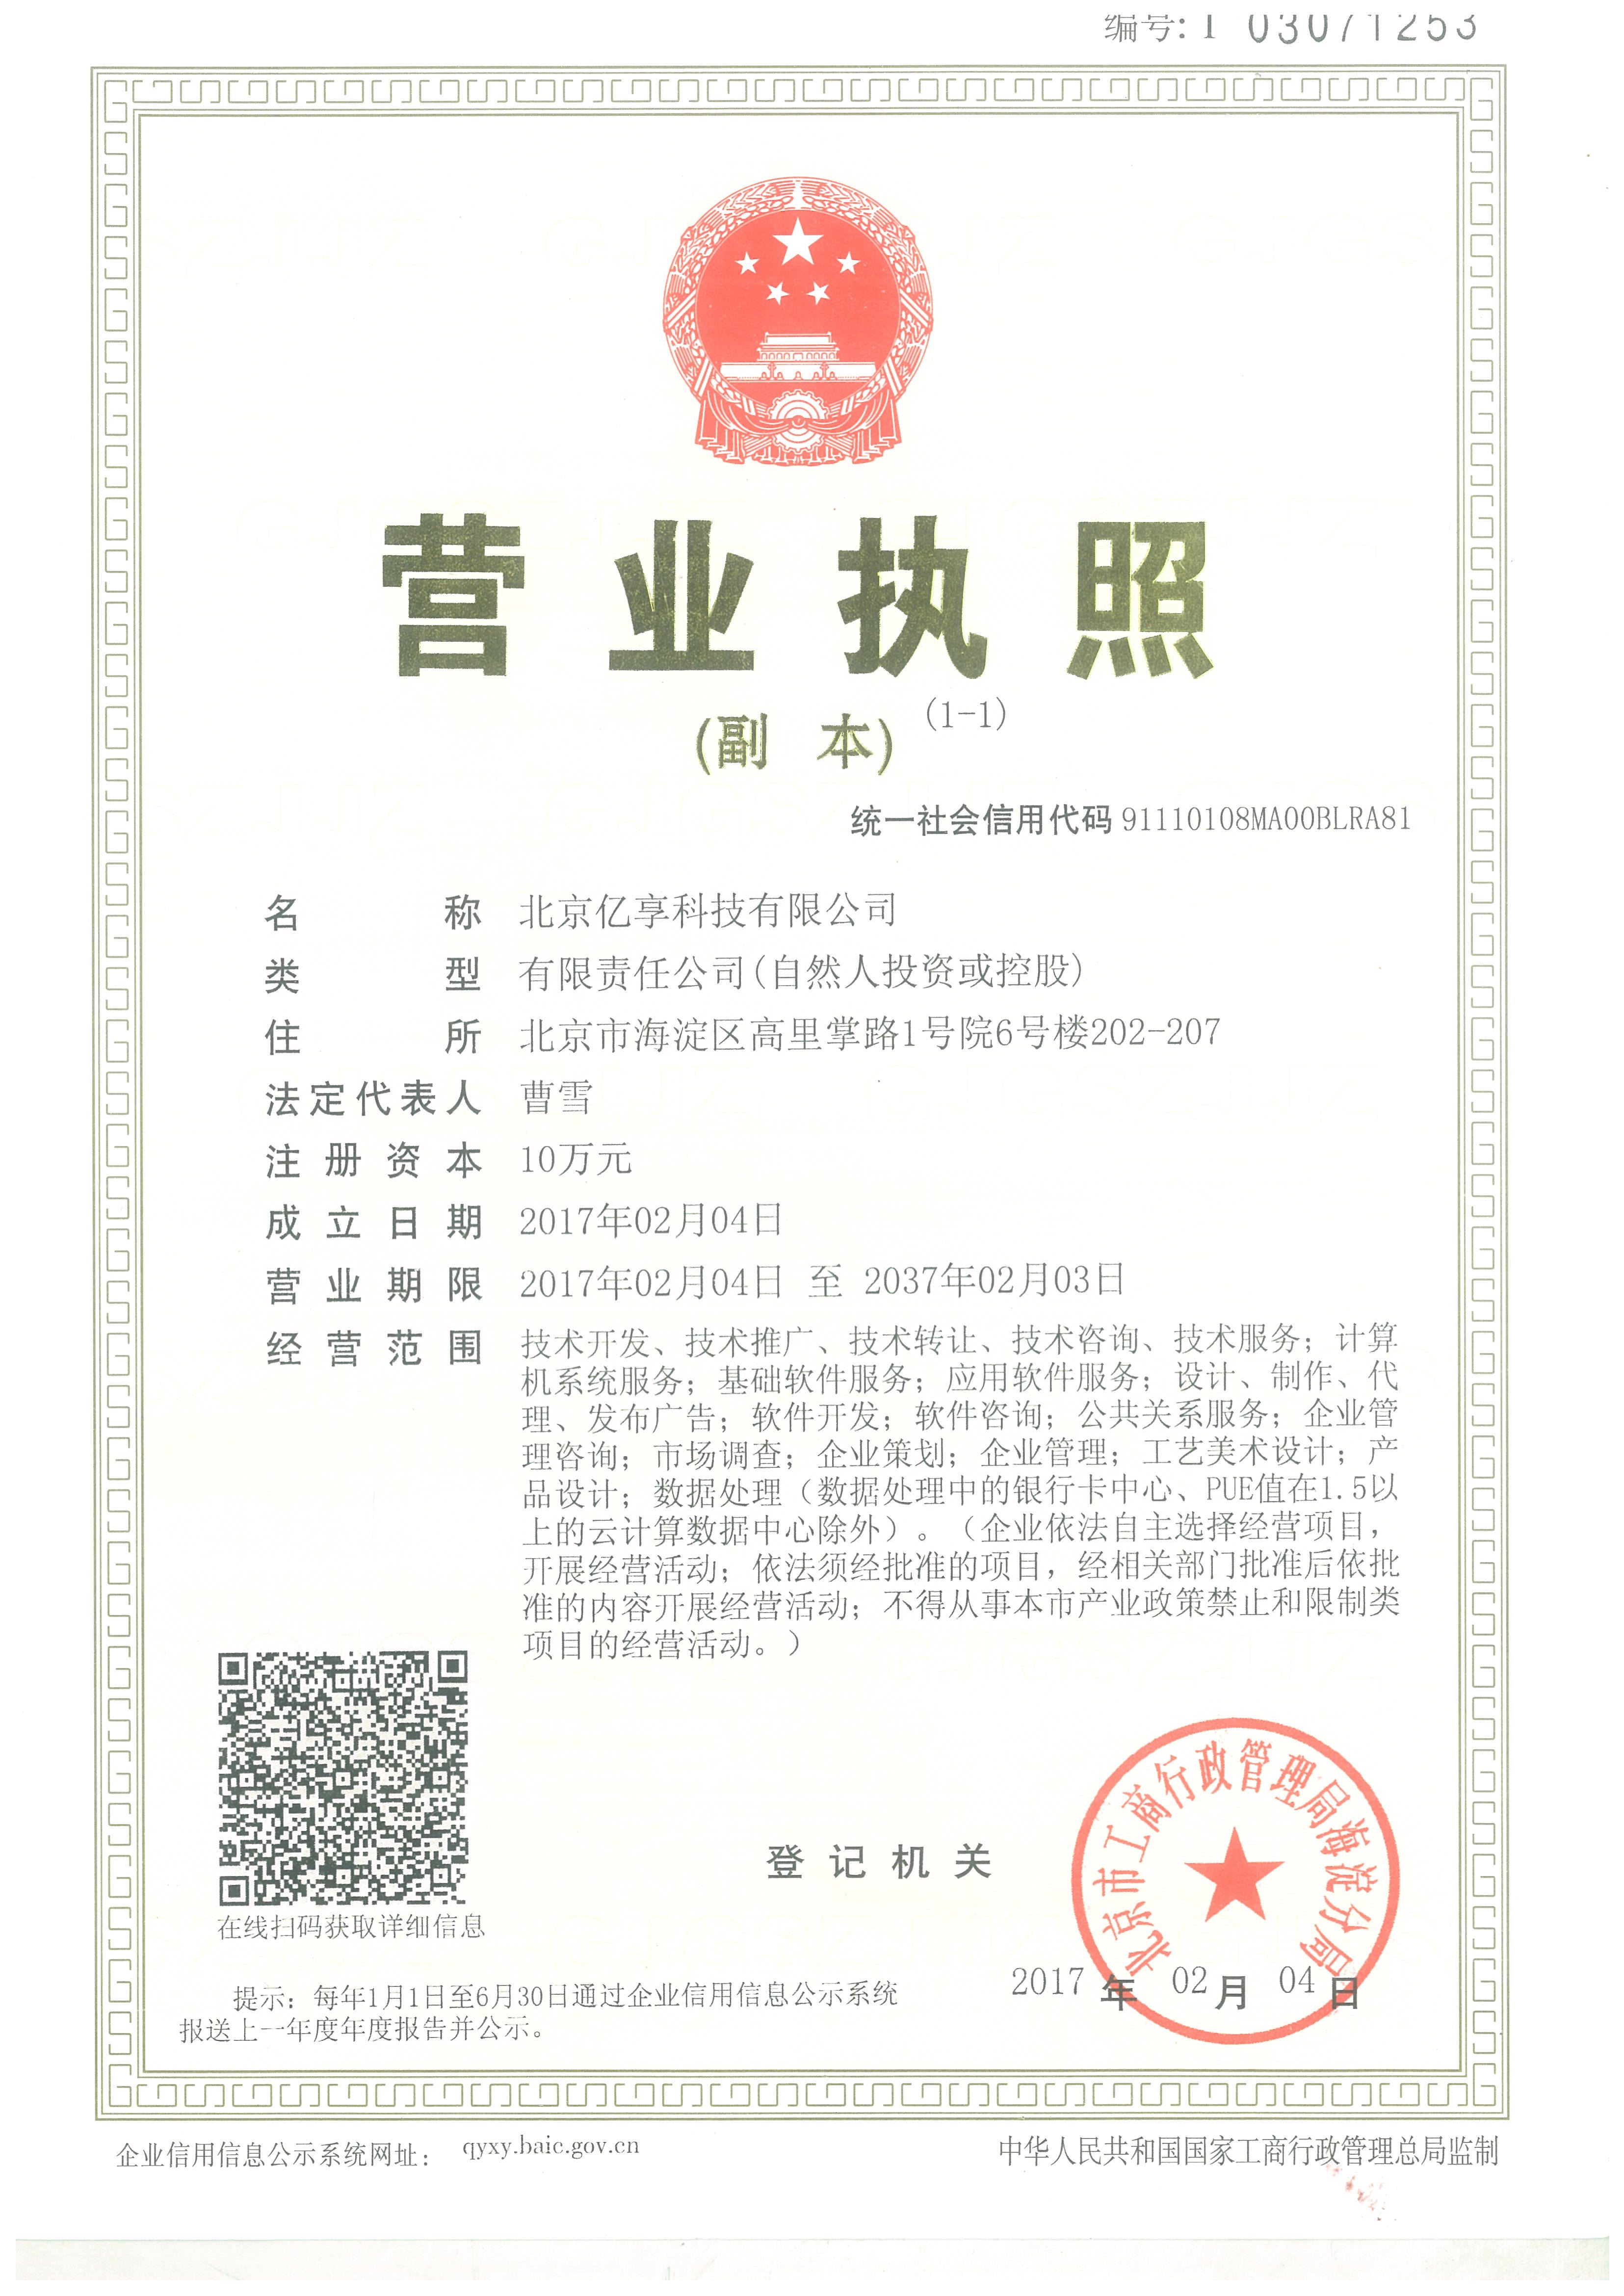 编号: 1 03071253
营业执照
(副 本) (1-1)
统一社会信用代码 91110108MA00BLRA81
名称 北京亿享科技有限公司
类型 有限责任公司(自然人投资或控股)
住所 北京市海淀区高里掌路1号院6号楼202-207
法定代表人 曹雪
注册资本 10万元
成立日期 2017年02月04日
营业期限 2017年02月04日 至 2037年02月03日
经营范围 技术开发、技术推广、技术转让、技术咨询、技术服务；计算
机系统服务；基础软件服务；应用软件服务；设计、制作、代
理、发布广告；软件开发；软件咨询；公共关系服务；企业管
理咨询；市场调查；企业策划；企业管理；工艺美术设计；产
品设计；数据处理（数据处理中的银行卡中心、PUE值在1.5以
上的云计算数据中心除外）。（企业依法自主选择经营项目，
开展经营活动；依法须经批准的项目，经相关部门批准后依批
准的内容开展经营活动；不得从事本市产业政策禁止和限制类
项目的经营活动。）
在线扫码获取详细信息
登记机关
北京市工商行政管理局海淀分局
2017 年 02 月 04 日
提示：每年1月1日至6月30日通过企业信用信息公示系统
报送上一年度年度报告并公示。
企业信用信息公示系统网址： qyxy.baic.gov.cn
中华人民共和国国家工商行政管理总局监制